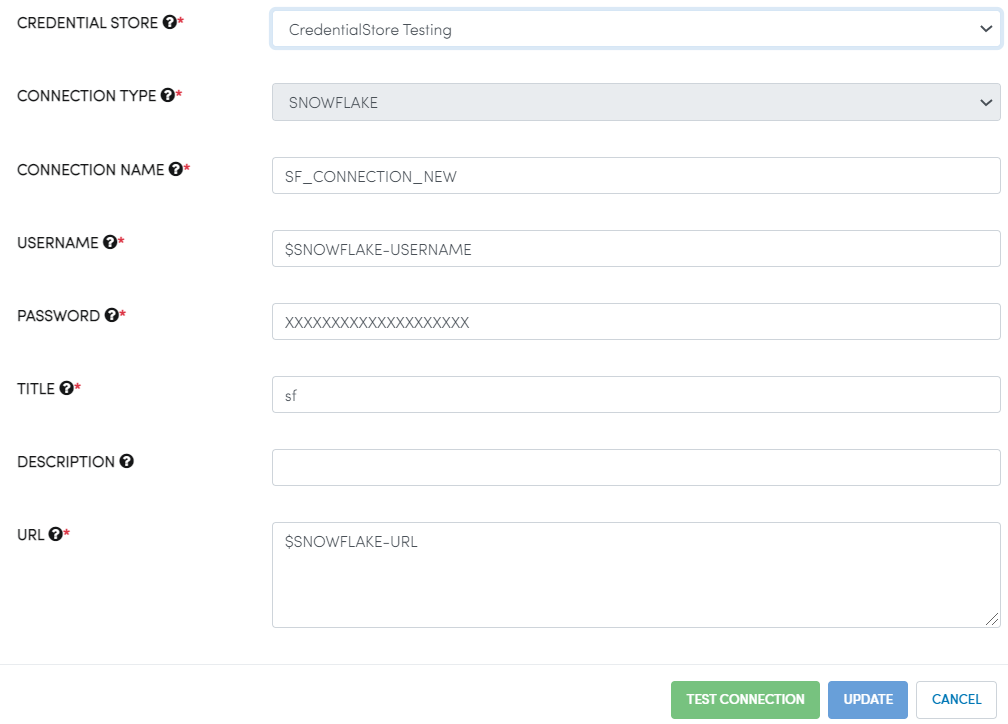 CREDENTIAL STORE ?*
CredentialStore Testing
CONNECTION TYPE ?*
SNOWFLAKE
CONNECTION NAME ?*
SF_CONNECTION_NEW
USERNAME ?*
$SNOWFLAKE-USERNAME
PASSWORD ?*
XXXXXXXXXXXXXXXXXXXX
TITLE ?*
sf
DESCRIPTION ?
URL ?*
$SNOWFLAKE-URL
TEST CONNECTION UPDATE CANCEL